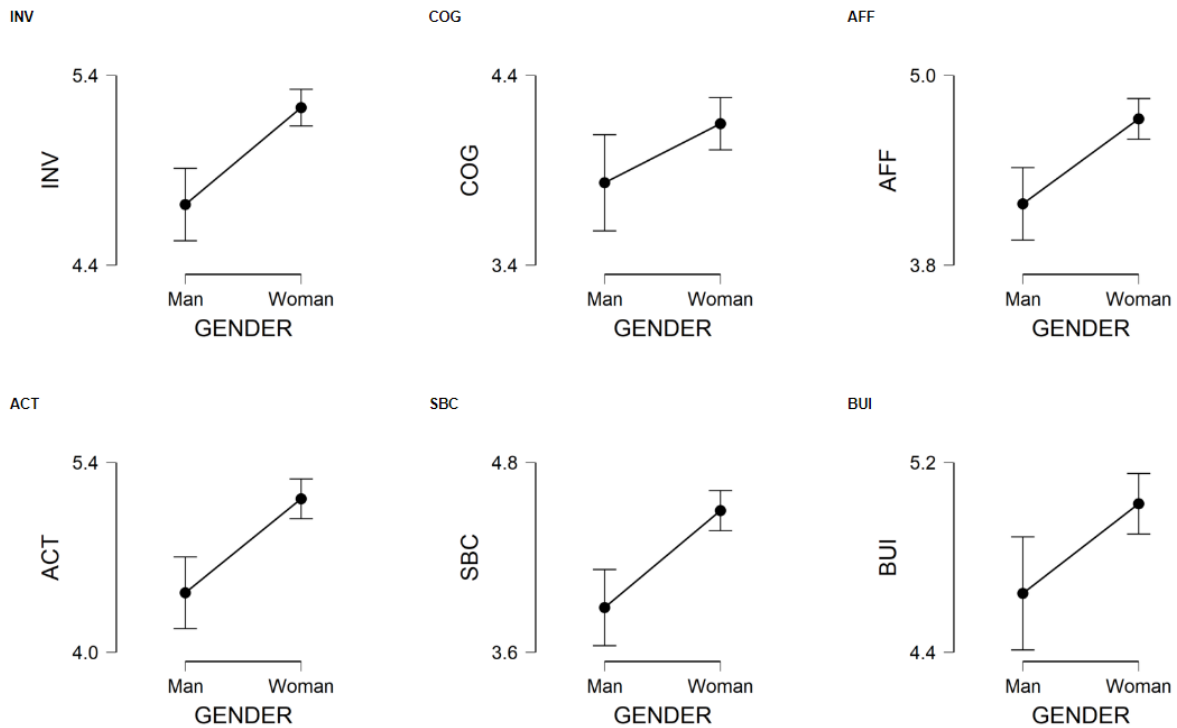 INV
COG
AFF
5.4
INV
4.4
Man Woman
GENDER
4.4
COG
3.4
Man Woman
GENDER
5.0
AFF
3.8
Man Woman
GENDER
ACT
SBC
BUI
5.4
ACT
4.0
Man Woman
GENDER
4.8
SBC
3.6
Man Woman
GENDER
5.2
BUI
4.4
Man Woman
GENDER